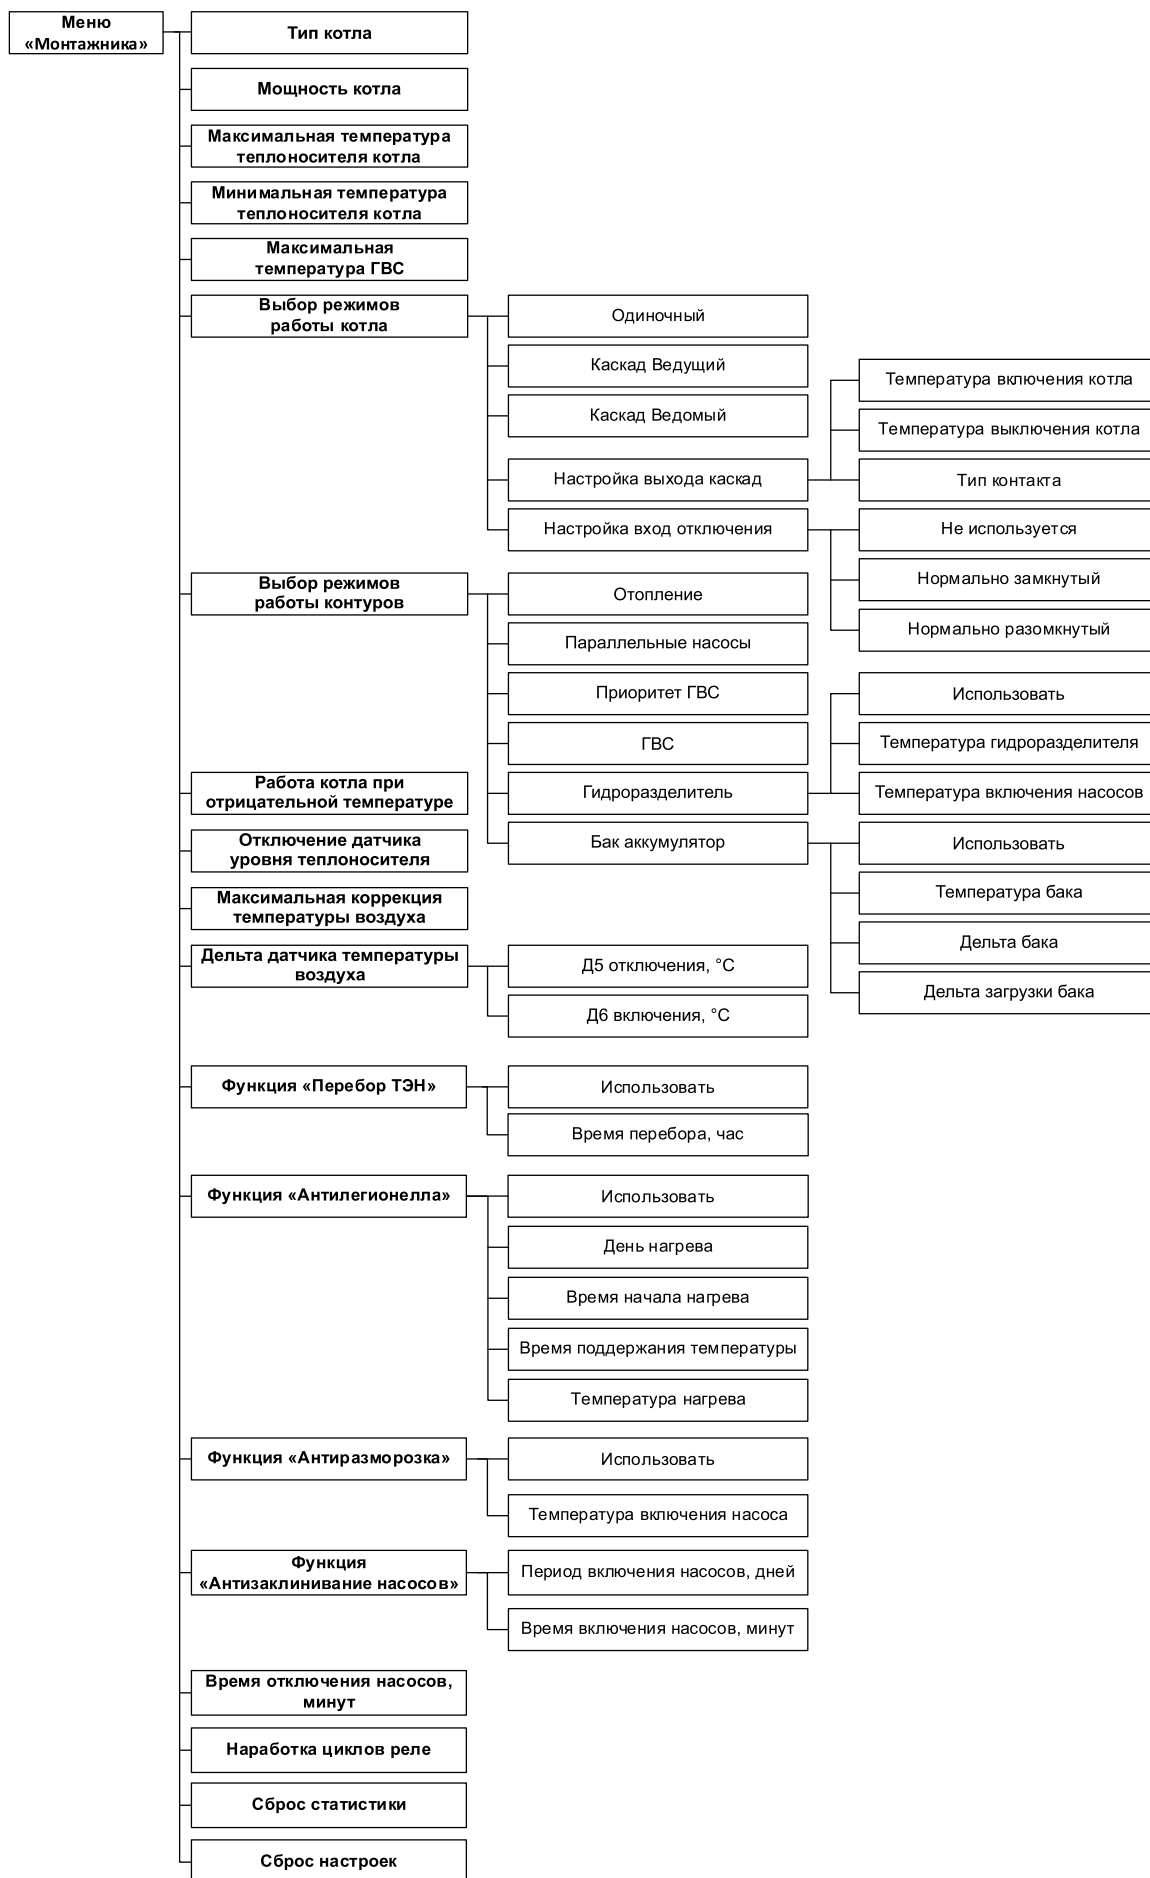 Меню
«Монтажника»
Тип котла
Мощность котла
Максимальная температура
теплоносителя котла
Минимальная температура
теплоносителя котла
Максимальная
температура ГВС
Выбор режимов
работы котла
Одиночный
Каскад Ведущий
Каскад Ведомый
Настройка выхода каскад
Температура включения котла
Температура выключения котла
Тип контакта
Настройка вход отключения
Не используется
Нормально замкнутый
Нормально разомкнутый
Выбор режимов
работы контуров
Отопление
Параллельные насосы
Приоритет ГВС
ГВС
Гидроразделитель
Использовать
Температура гидроразделителя
Температура включения насосов
Бак аккумулятор
Использовать
Температура бака
Дельта бака
Дельта загрузки бака
Работа котла при
отрицательной температуре
Отключение датчика
уровня теплоносителя
Максимальная коррекция
температуры воздуха
Дельта датчика температуры
воздуха
Д5 отключения, °С
Д6 включения, °С
Функция «Перебор ТЭН»
Использовать
Время перебора, час
Функция «Антилегионелла»
Использовать
День нагрева
Время начала нагрева
Время поддержания температуры
Температура нагрева
Функция «Антиразморозка»
Использовать
Температура включения насоса
Функция
«Антизаклинивание насосов»
Период включения насосов, дней
Время включения насосов, минут
Время отключения насосов,
минут
Наработка циклов реле
Сброс статистики
Сброс настроек